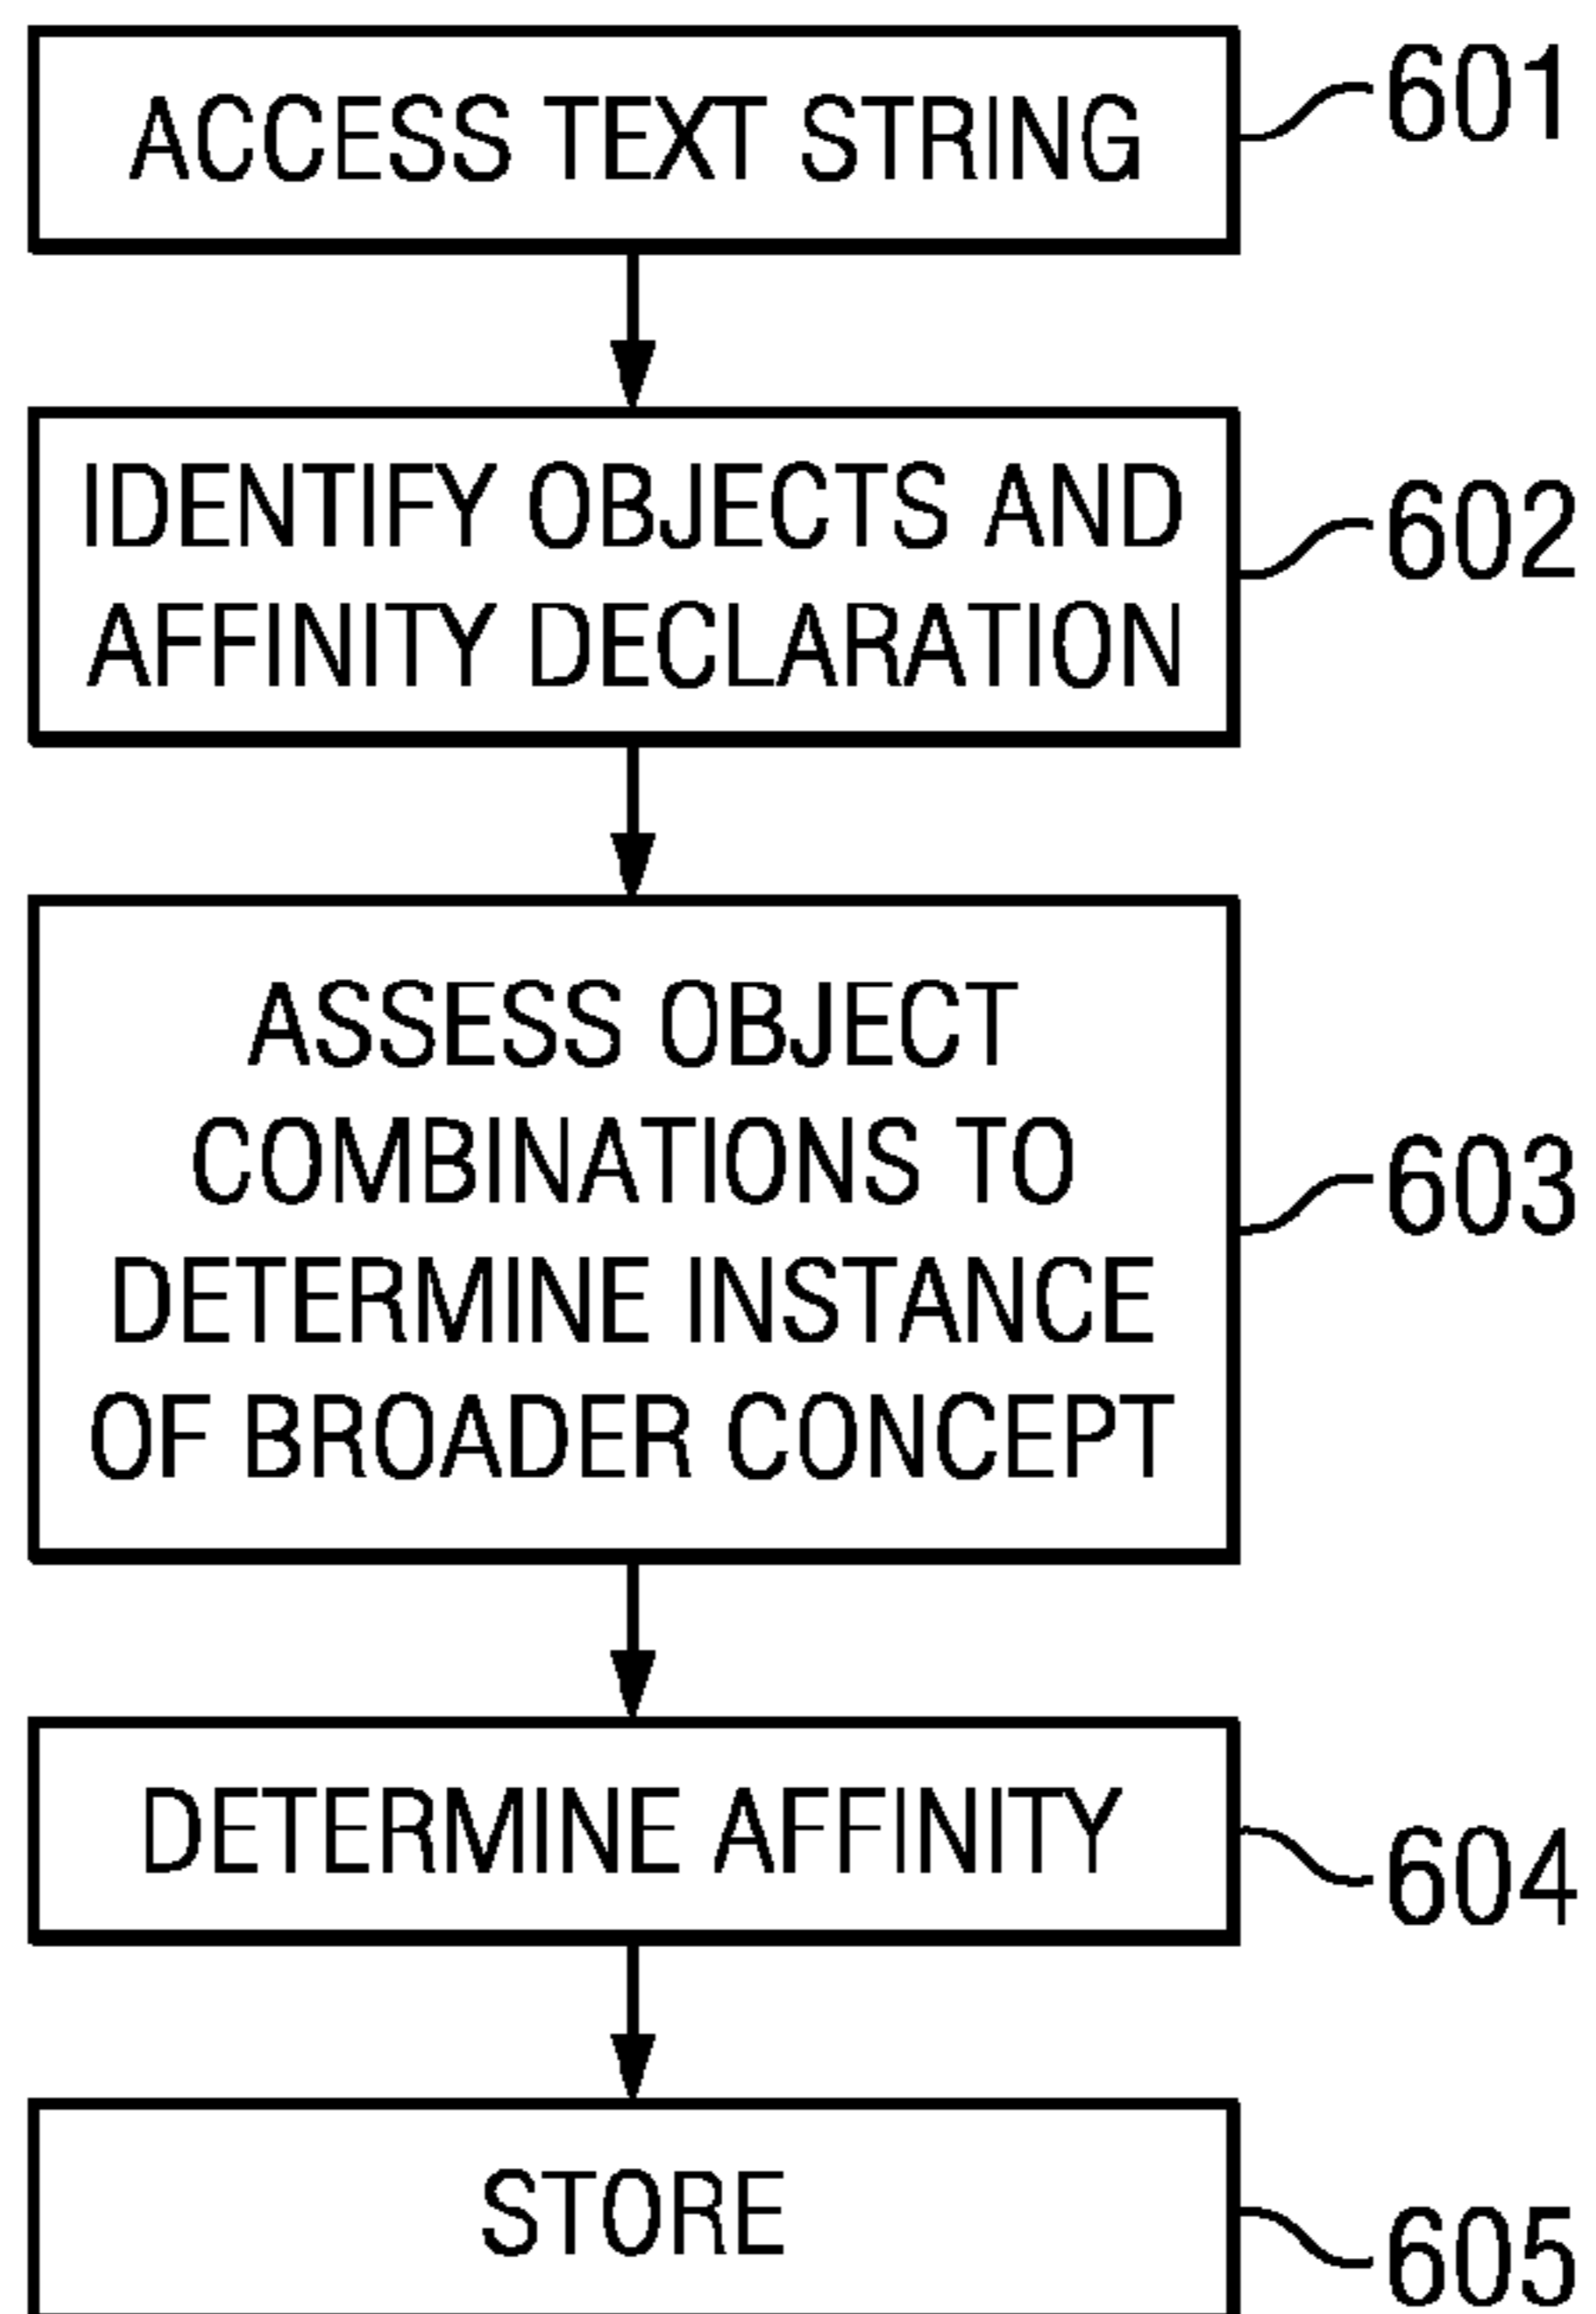 ACCESS TEXT STRING
601
IDENTIFY OBJECTS AND
AFFINITY DECLARATION
602
ASSESS OBJECT
COMBINATIONS TO
DETERMINE INSTANCE
OF BROADER CONCEPT
603
DETERMINE AFFINITY
604
STORE
605